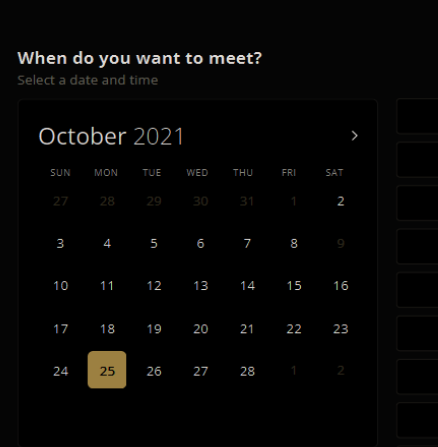 When do you want to meet?
Select a date and time
October 2021
SUN MON TUE WED THU FRI SAT
27 28 29 30 31 1 2
3 4 5 6 7 8 9
10 11 12 13 14 15 16
17 18 19 20 21 22 23
24 25 26 27 28 1 2